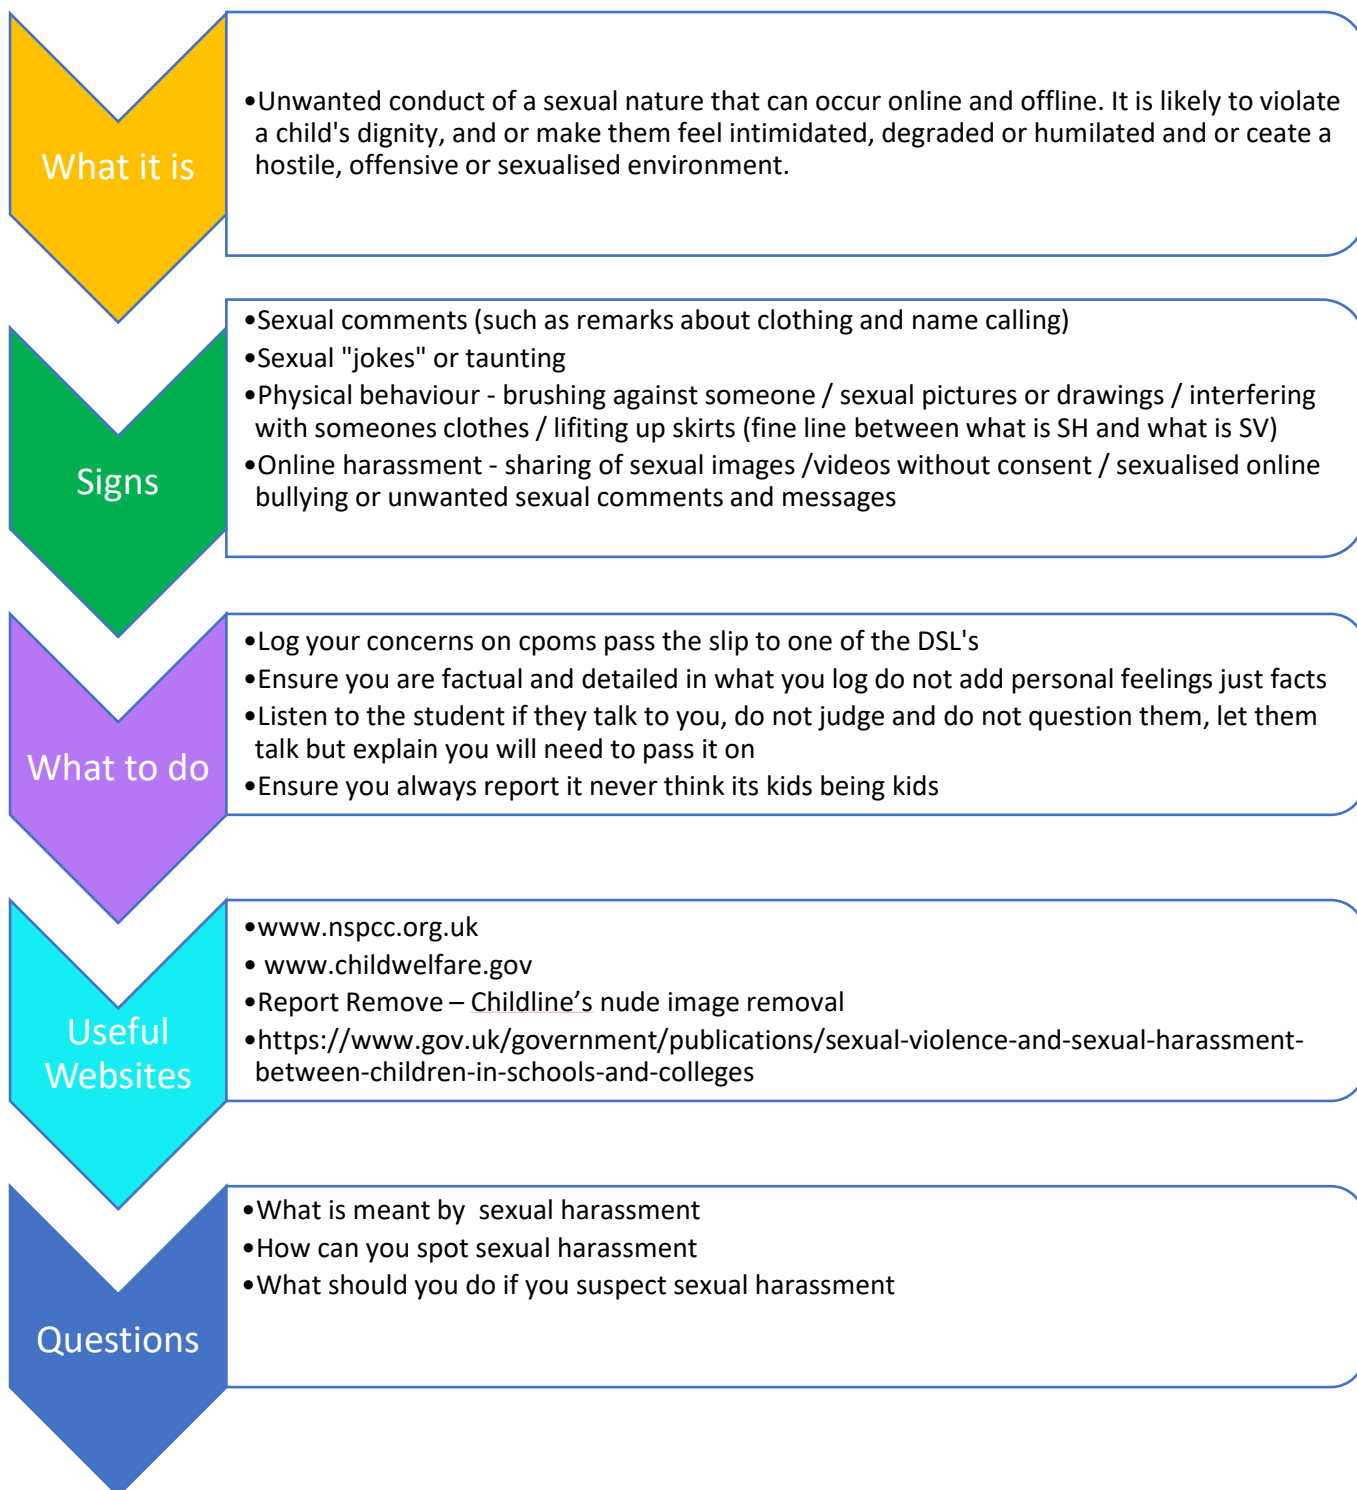 What it is
•Unwanted conduct of a sexual nature that can occur online and offline. It is likely to violate
a child's dignity, and or make them feel intimidated, degraded or humilated and or ceate a
hostile, offensive or sexualised environment.
Signs
•Sexual comments (such as remarks about clothing and name calling)
•Sexual "jokes" or taunting
•Physical behaviour - brushing against someone / sexual pictures or drawings / interfering
with someones clothes / lifiting up skirts (fine line between what is SH and what is SV)
•Online harassment - sharing of sexual images /videos without consent / sexualised online
bullying or unwanted sexual comments and messages
What to do
•Log your concerns on cpoms pass the slip to one of the DSL's
•Ensure you are factual and detailed in what you log do not add personal feelings just facts
•Listen to the student if they talk to you, do not judge and do not question them, let them
talk but explain you will need to pass it on
•Ensure you always report it never think its kids being kids
Useful
Websites
•www.nspcc.org.uk
• www.childwelfare.gov
•Report Remove – Childline’s nude image removal
•https://www.gov.uk/government/publications/sexual-violence-and-sexual-harassment-
between-children-in-schools-and-colleges
Questions
•What is meant by  sexual harassment
•How can you spot sexual harassment
•What should you do if you suspect sexual harassment